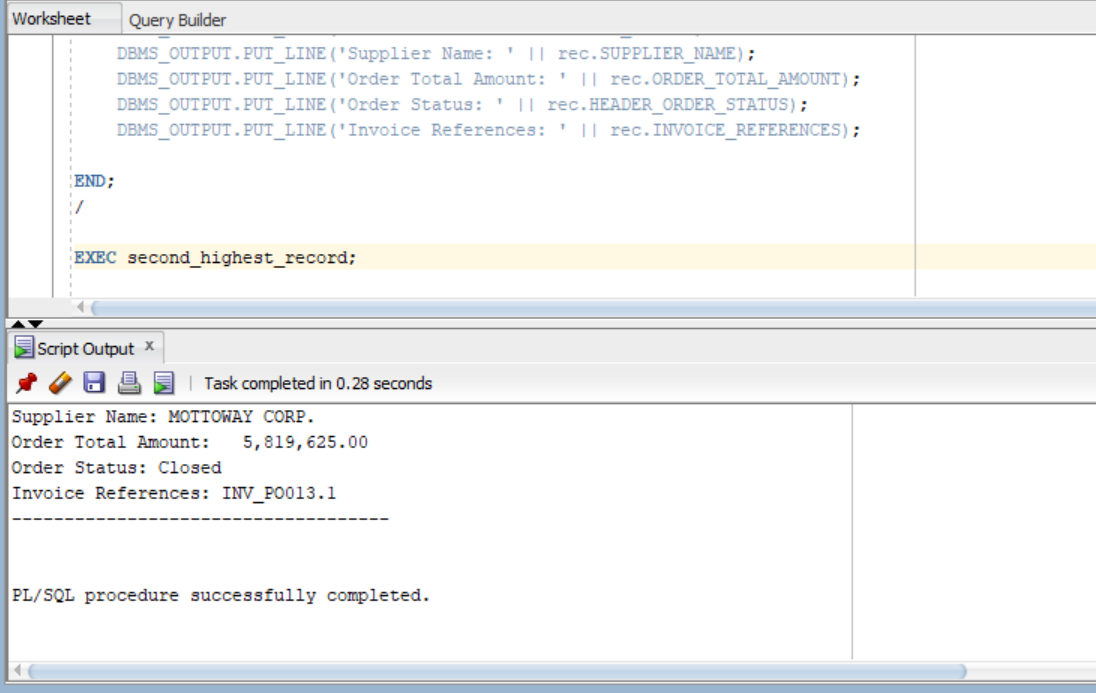 Worksheet Query Builder
DBMS_OUTPUT.PUT_LINE('Supplier Name: ' || rec.SUPPLIER_NAME);
DBMS_OUTPUT.PUT_LINE('Order Total Amount: ' || rec.ORDER_TOTAL_AMOUNT);
DBMS_OUTPUT.PUT_LINE('Order Status: ' || rec.HEADER_ORDER_STATUS);
DBMS_OUTPUT.PUT_LINE('Invoice References: ' || rec.INVOICE_REFERENCES);
END;
/
EXEC second_highest_record;
Script Output x
Task completed in 0.28 seconds
Supplier Name: MOTTOWAY CORP.
Order Total Amount:   5,819,625.00
Order Status: Closed
Invoice References: INV_PO013.1
------------------------------------
PL/SQL procedure successfully completed.